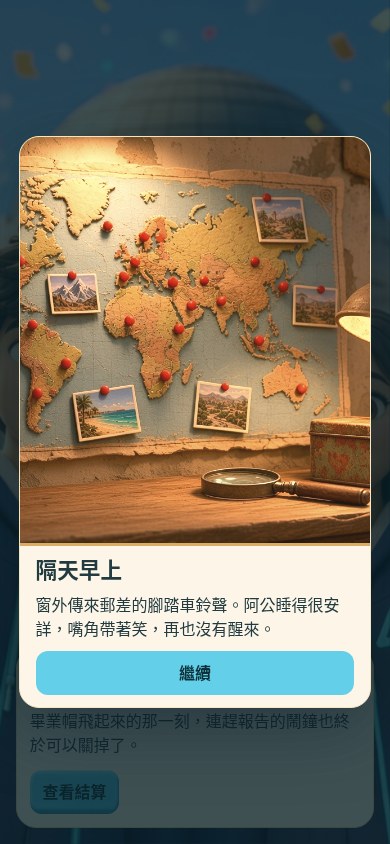 隔天早上
窗外傳來郵差的腳踏車鈴聲。阿公睡得很安
詳，嘴角帶著笑，再也沒有醒來。
繼續
畢業帽飛起來的那一刻，連趕報告的鬧鐘也終
於可以關掉了。
查看結算